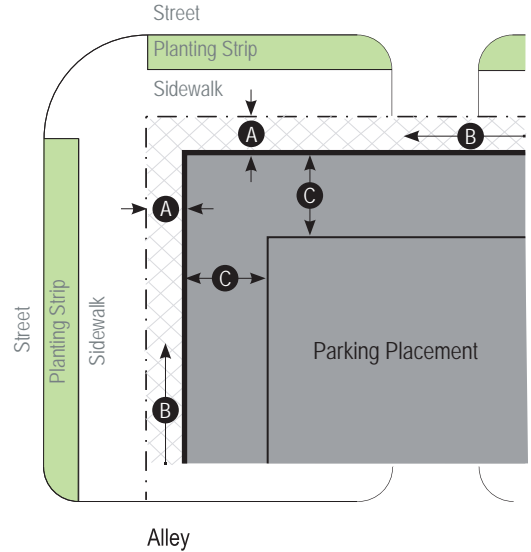 Street
Planting Strip
Sidewalk
A
B
C
A
C
Parking Placement
Street
Planting Strip
Sidewalk
B
Alley